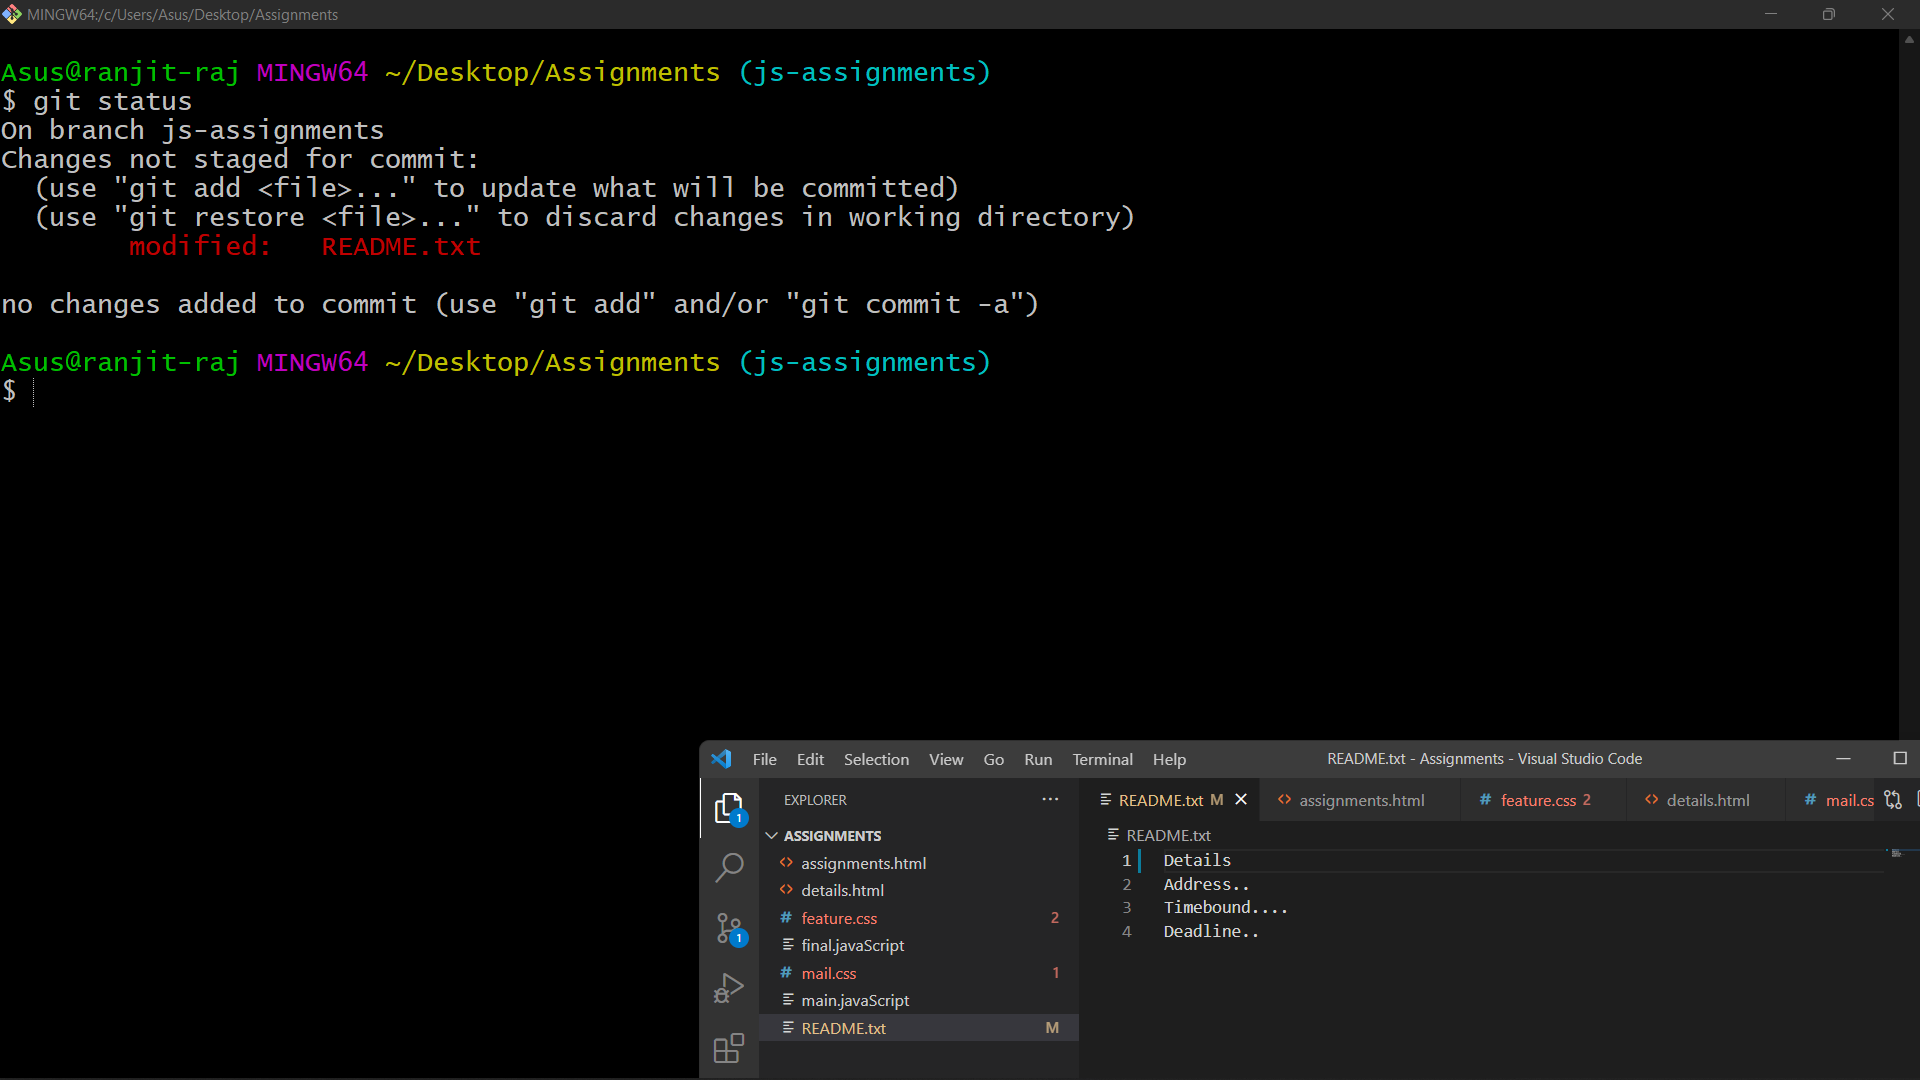 MINGW64:/c/Users/Asus/Desktop/Assignments
Asus@ranjit-raj MINGW64 ~/Desktop/Assignments (js-assignments)
$ git status
On branch js-assignments
Changes not staged for commit:
  (use "git add <file>..." to update what will be committed)
  (use "git restore <file>..." to discard changes in working directory)
        modified:   README.txt
no changes added to commit (use "git add" and/or "git commit -a")
Asus@ranjit-raj MINGW64 ~/Desktop/Assignments (js-assignments)
$
File Edit Selection View Go Run Terminal Help README.txt - Assignments - Visual Studio Code
EXPLORER ···
README.txt M assignments.html feature.css 2 details.html mail.cs
ASSIGNMENTS
assignments.html
details.html
feature.css 2
final.javaScript
mail.css 1
main.javaScript
README.txt M
1
1
README.txt
1 Details
2 Address..
3 Timebound....
4 Deadline..